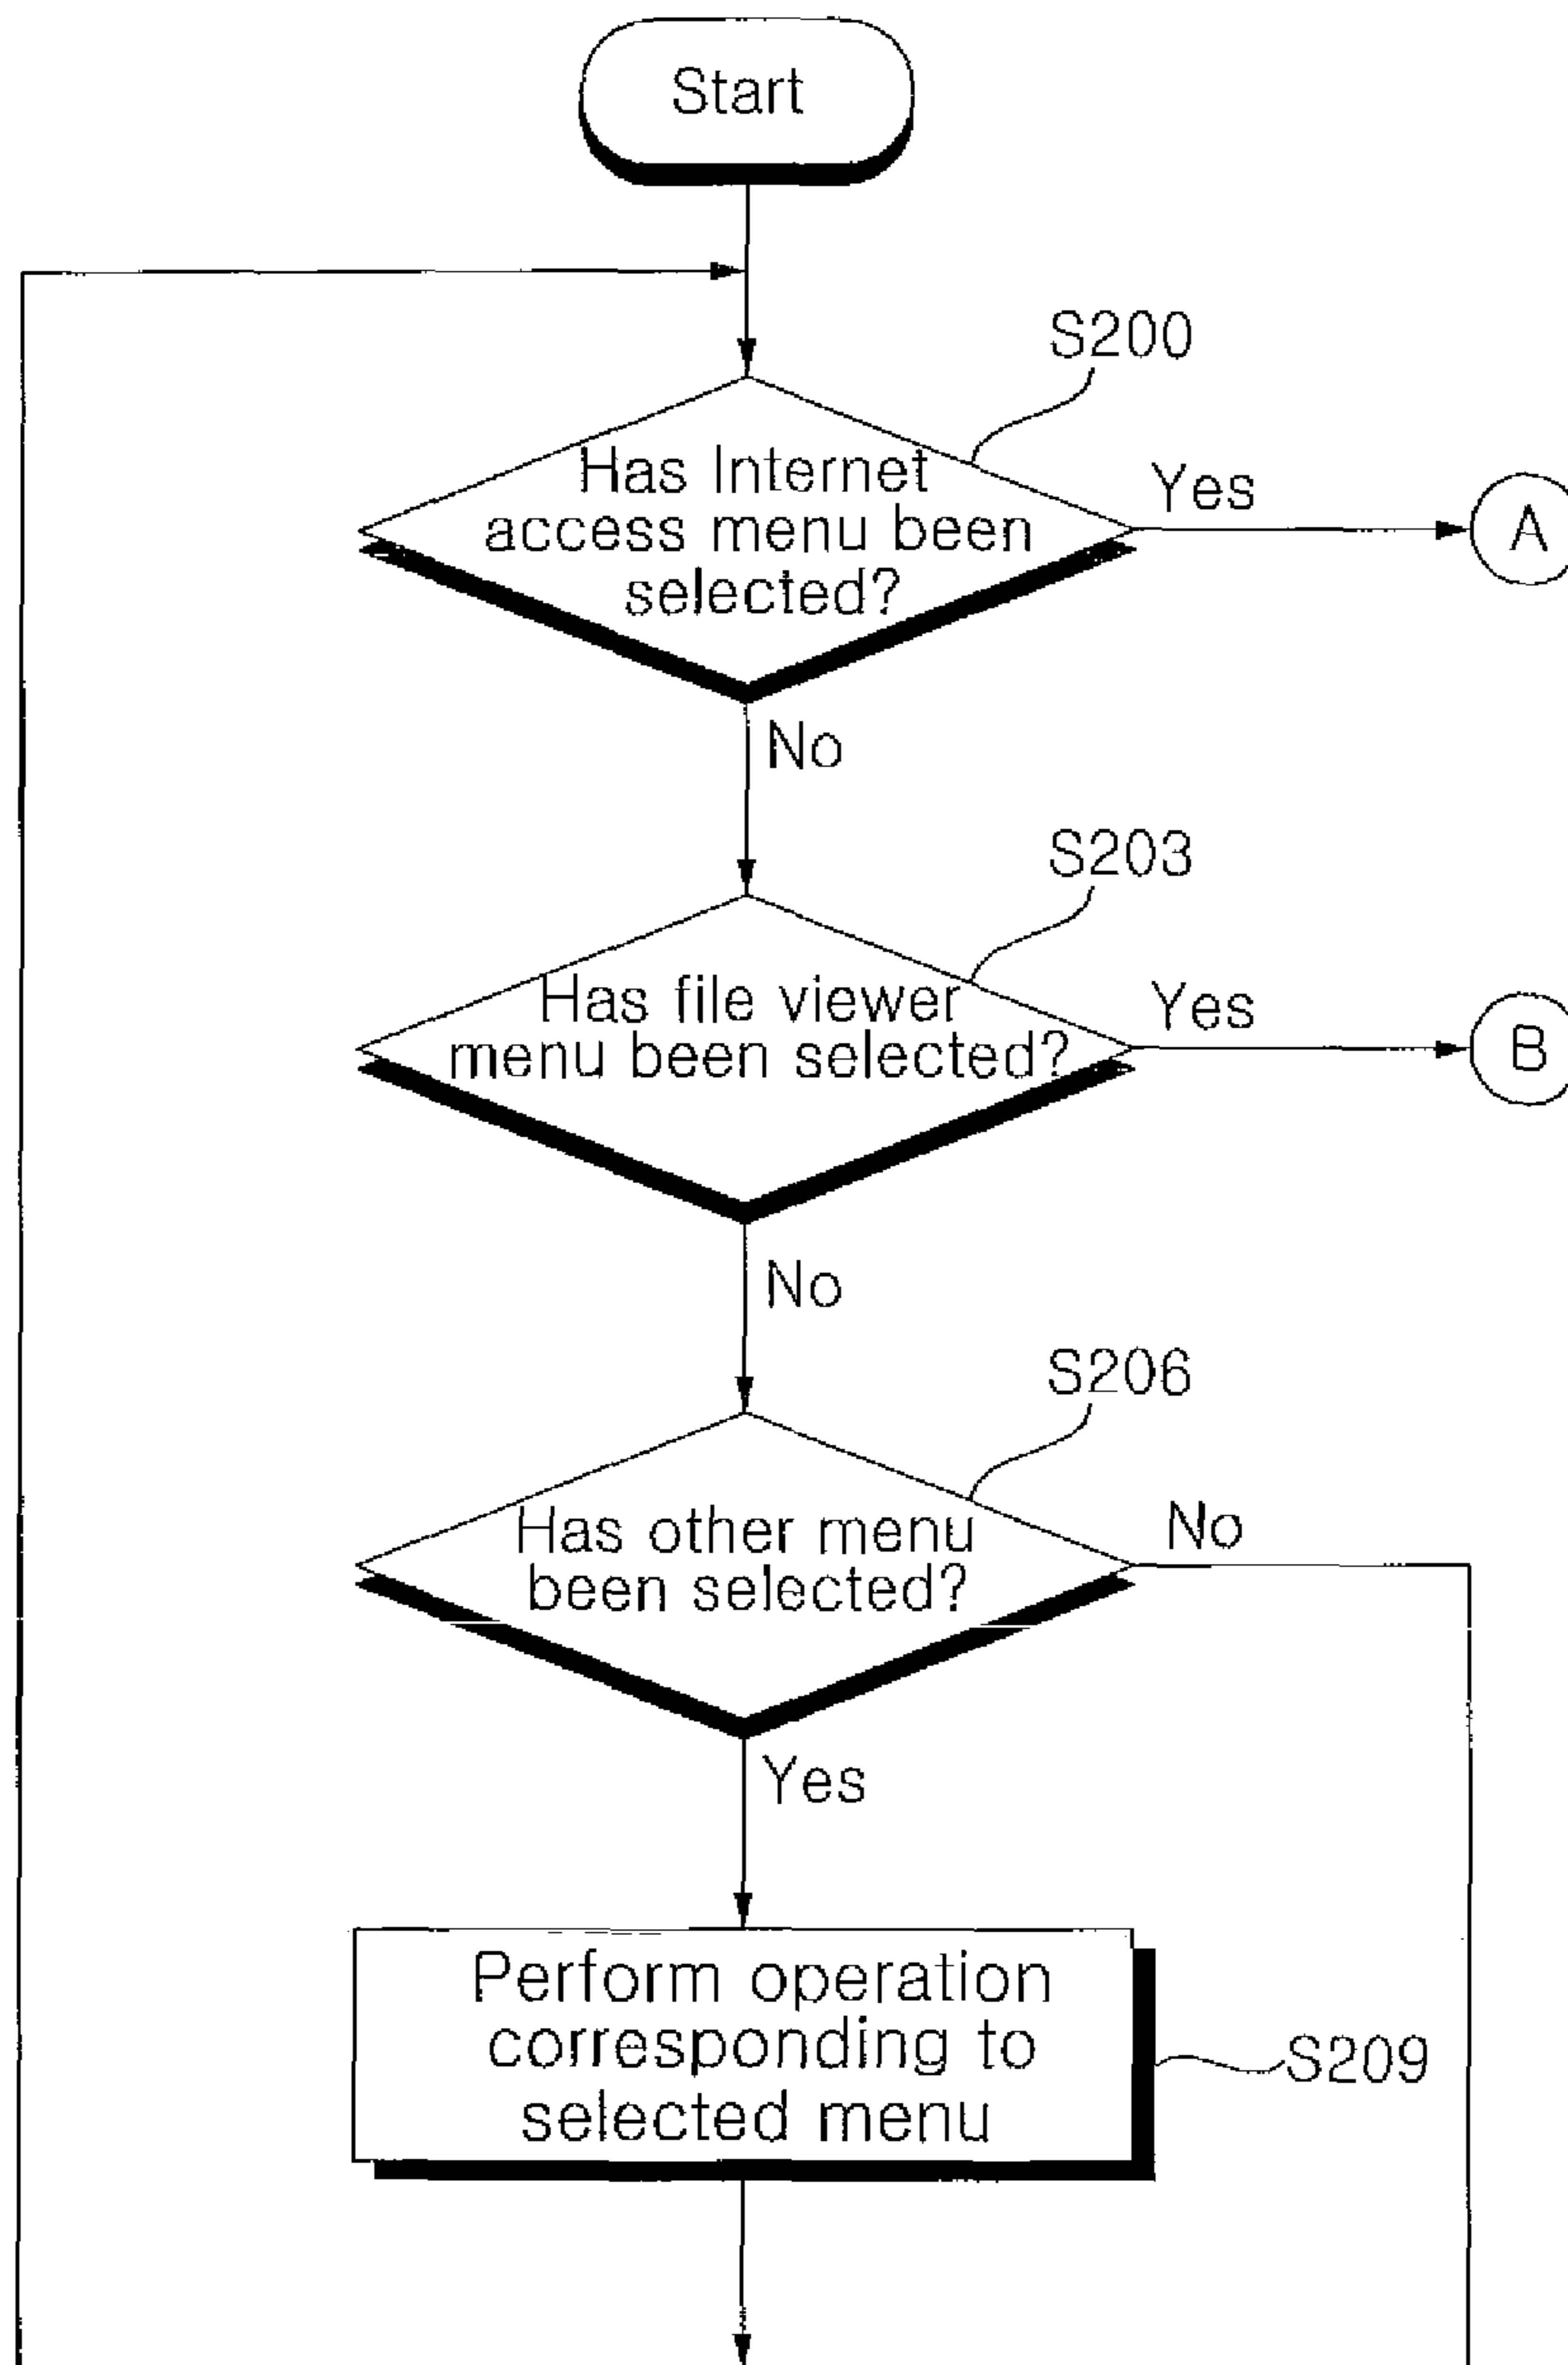 Start
S200
Has Internet
access menu been
selected?
Yes
A
No
S203
Has file viewer
menu been selected?
Yes
B
No
S206
Has other menu
been selected?
No
Yes
Perform operation
corresponding to
selected menu
S209